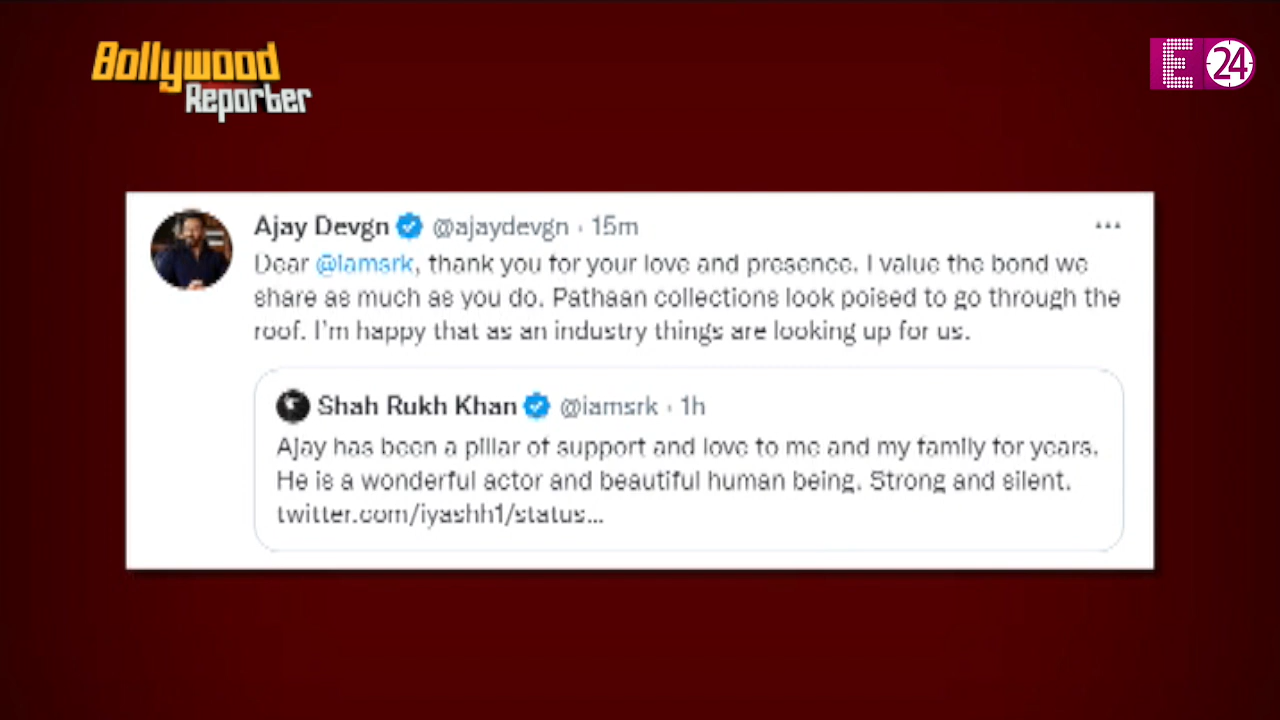 Bollywood
Reporter
E 24
Ajay Devgn @ajaydevgn · 15m
Dear @iamsrk, thank you for your love and presence. I value the bond we
share as much as you do. Pathaan collections look poised to go through the
roof. I'm happy that as an industry things are looking up for us.
Shah Rukh Khan @iamsrk · 1h
Ajay has been a pillar of support and love to me and my family for years.
He is a wonderful actor and beautiful human being. Strong and silent.
twitter.com/iyashh1/status...